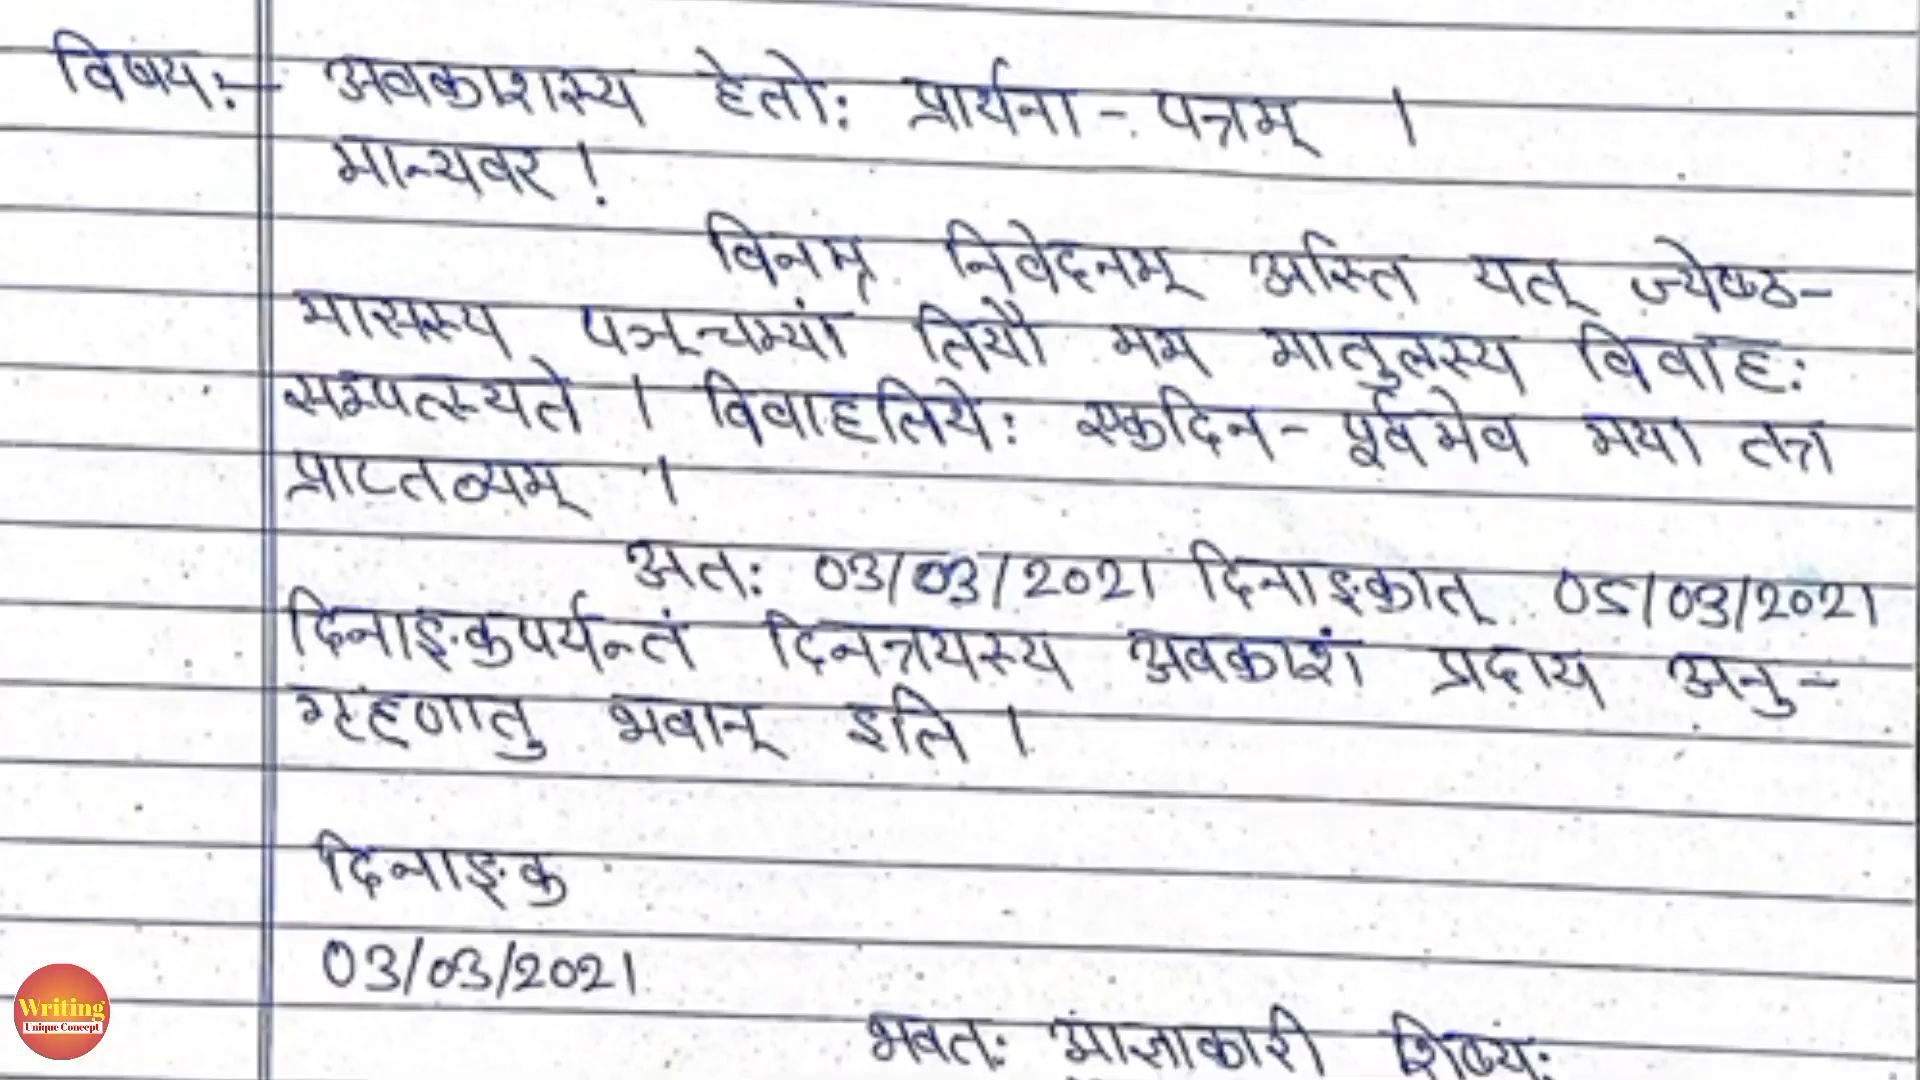 विषय:- अवकाशस्य हेतो: प्रार्थना - पत्रम् ।
मान्यवर !
विनम्र निवेदनम् अस्ति यत् ज्येष्ठ-
मासस्य पञ्चम्यां तिथौ मम मातुलस्य विवाह:
सम्पत्स्यते । विवाहतिथे: एकदिन - पूर्वमेव मया तत्र
प्राप्तव्यम् ।
अत: 03/03/2021 दिनाङ्कात् 05/03/2021
दिनाङ्कपर्यन्तं दिनत्रयस्य अवकाशं प्रदाय अनु-
गृह्णातु भवान् इति ।
दिनाङ्क
03/03/2021
भवत: आज्ञाकारी शिष्य:
Writing
Unique Concept